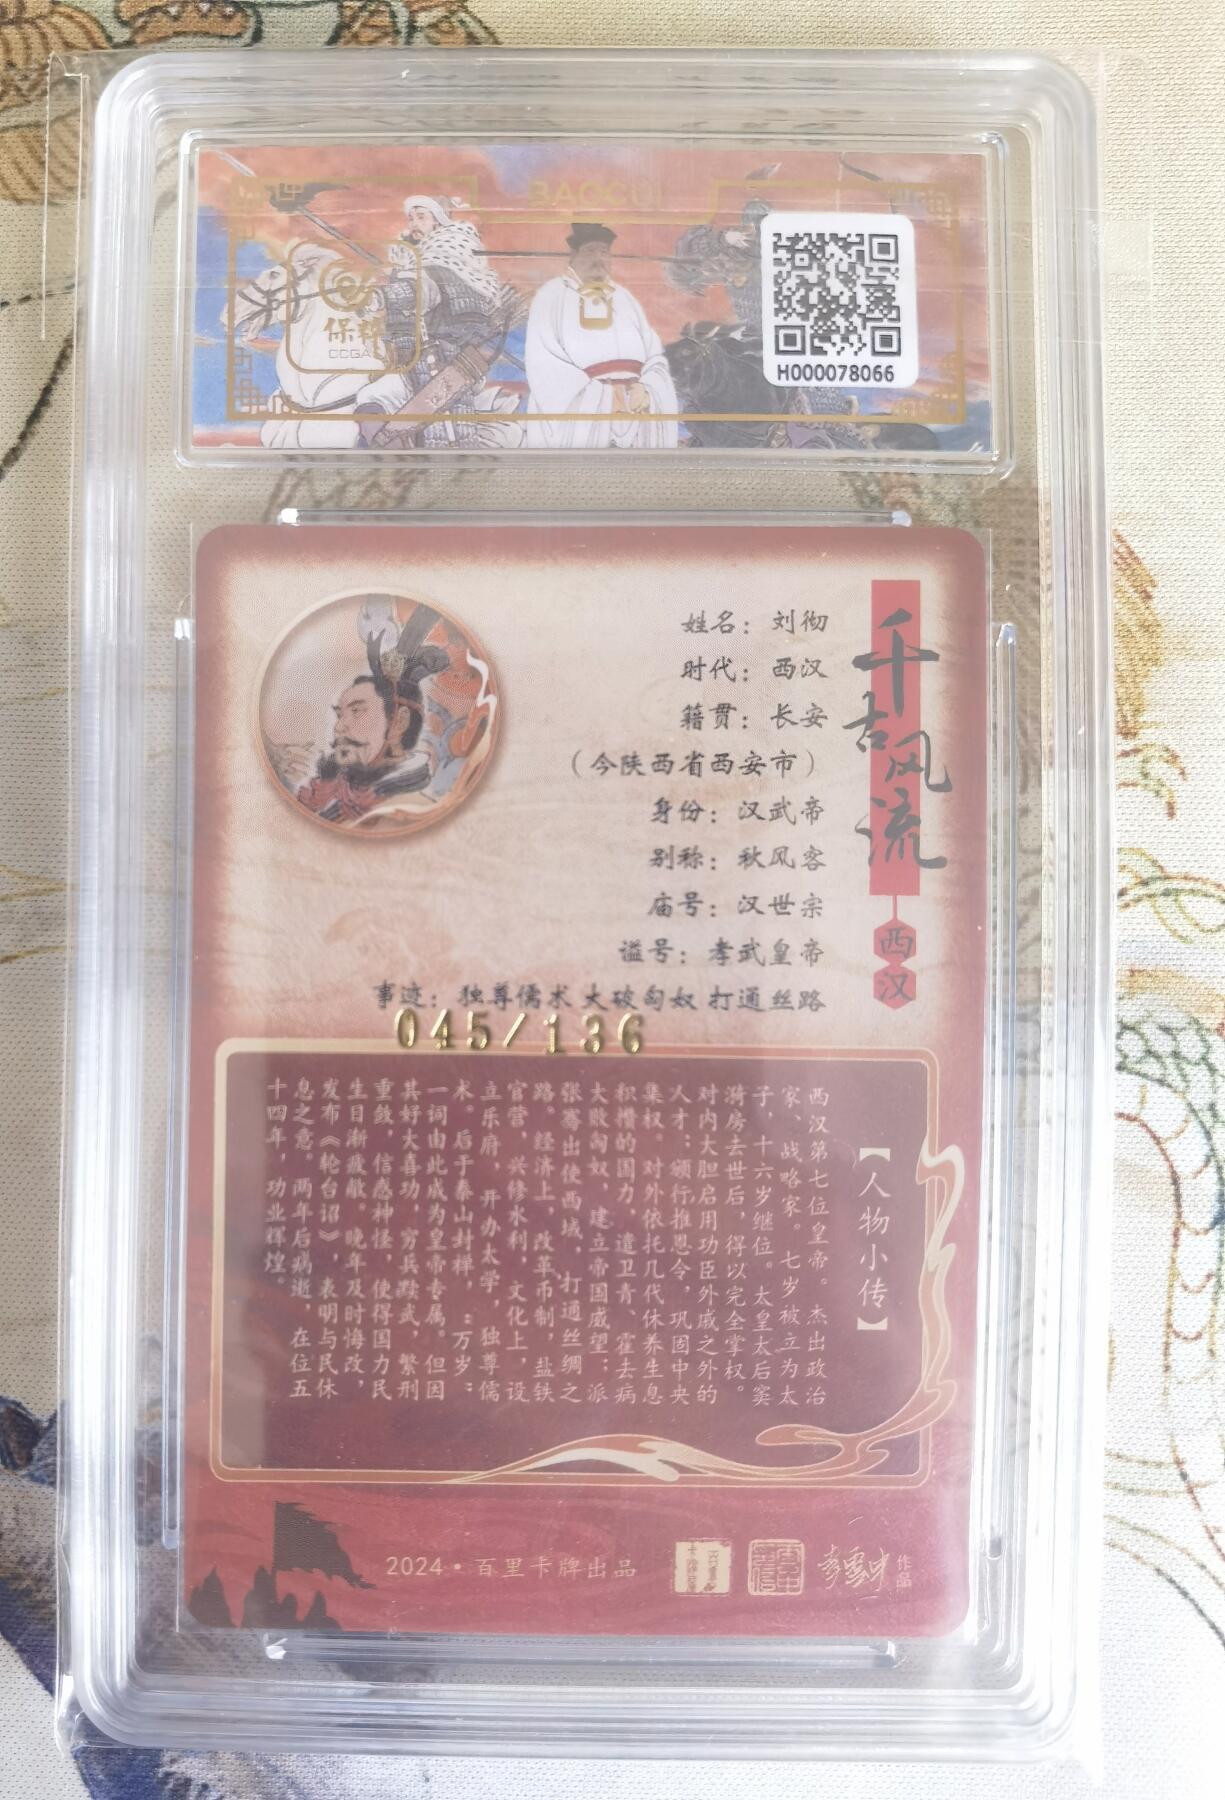 BAOCUI
保粹
CCGA
H000078066
千古风流
西汉
姓名：刘彻
时代：西汉
籍贯：长安
（今陕西省西安市）
身份：汉武帝
别称：秋风客
庙号：汉世宗
谥号：孝武皇帝
事迹：独尊儒术 大破匈奴 打通丝路
045/136
【人物小传】
西汉第七位皇帝。杰出政治
家、战略家。七岁被立为太
子，十六岁继位。太皇太后窦
漪房去世后，得以完全掌权。
对内大胆启用功臣外戚之外的
人才；颁行推恩令，巩固中央
集权。对外依托几代休养生息
积攒的国力，遣卫青、霍去病
大败匈奴，建立帝国威望；派
张骞出使西域，打通丝绸之
路。经济上，改革币制，盐铁
官营，兴修水利，文化上，设
立乐府，开办太学，独尊儒
术。后于泰山封禅，“万岁”
一词由此成为皇帝专属。但因
其好大喜功，穷兵黩武，繁刑
重敛，信惑神怪，使得国力民
生日渐疲敝。晚年及时悔改，
发布《轮台诏》，表明与民休
息之意。两年后病逝，在位五
十四年，功业辉煌。
2024·百里卡牌出品
李云中
作品